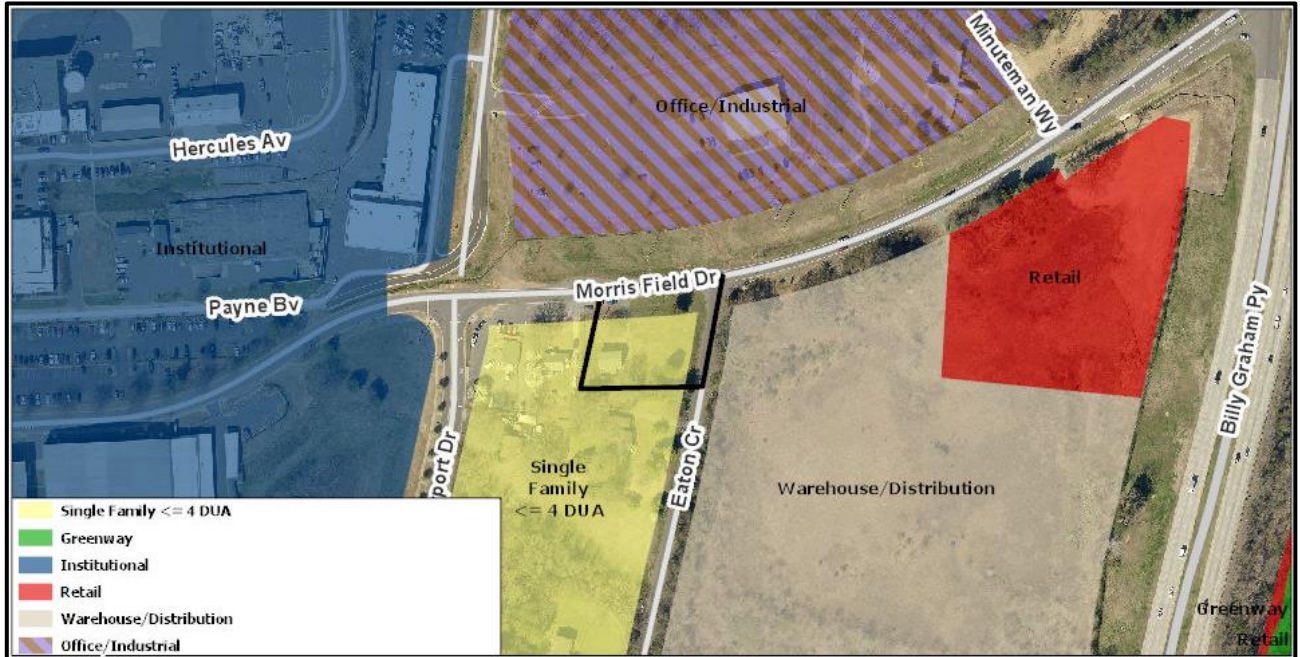 Minuteman Wy
Office/Industrial
Hercules Av
Institutional
Retail
Morris Field Dr
Payne Bv
Billy Graham Py
port Dr
Single
Family
<= 4 DUA
Eaton Cr
Warehouse/Distribution
Single Family <= 4 DUA
Greenway
Institutional
Retail
Warehouse/Distribution
Office/Industrial
Greenway
Retail